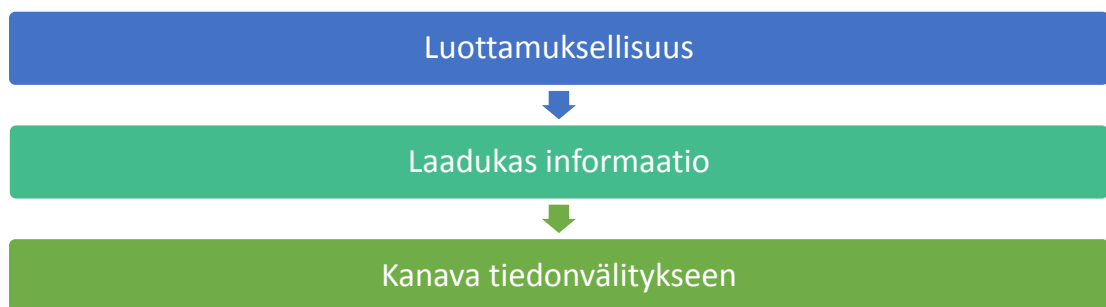 Luottamuksellisuus
Laadukas informaatio
Kanava tiedonvälitykseen